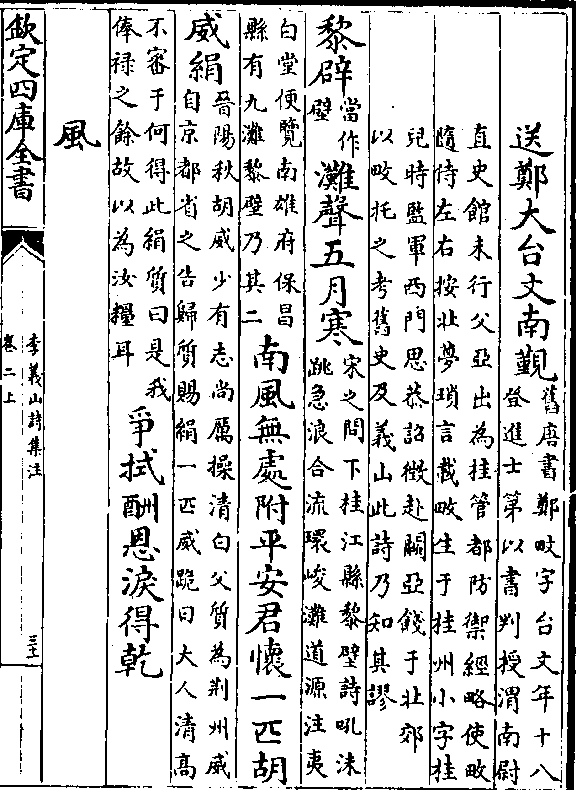 送鄭大台文南覲舊唐書鄭畋字台文年十八登進士第以書判授渭南尉
直史館未行父亞出為桂管都防禦經略使畋
隨侍左右按北夢瑣言載畋生于桂州小字桂
兒時監軍西門思恭詔徴赴闕亞餞于北郊
以畋托之考舊史及義山此詩乃知其謬
黎辟當作壁灘聲五月寒宋之問下桂江縣黎壁詩吼沫跳急浪合流環峻灘道源注夷
白堂便覽南雄府保昌縣有九灘黎壁乃其二南風無處附平安君懷一匹胡
威絹晉陽秋胡威少有志尚厲操清白父質為荆州威自京都省之告歸質賜絹一匹威跪曰大人清髙
不審于何得此絹質曰是我俸禄之餘故以為汝糧耳爭拭酬恩淚得乾
風
欽定四庫全書
李義山詩集注
卷二上
三十一